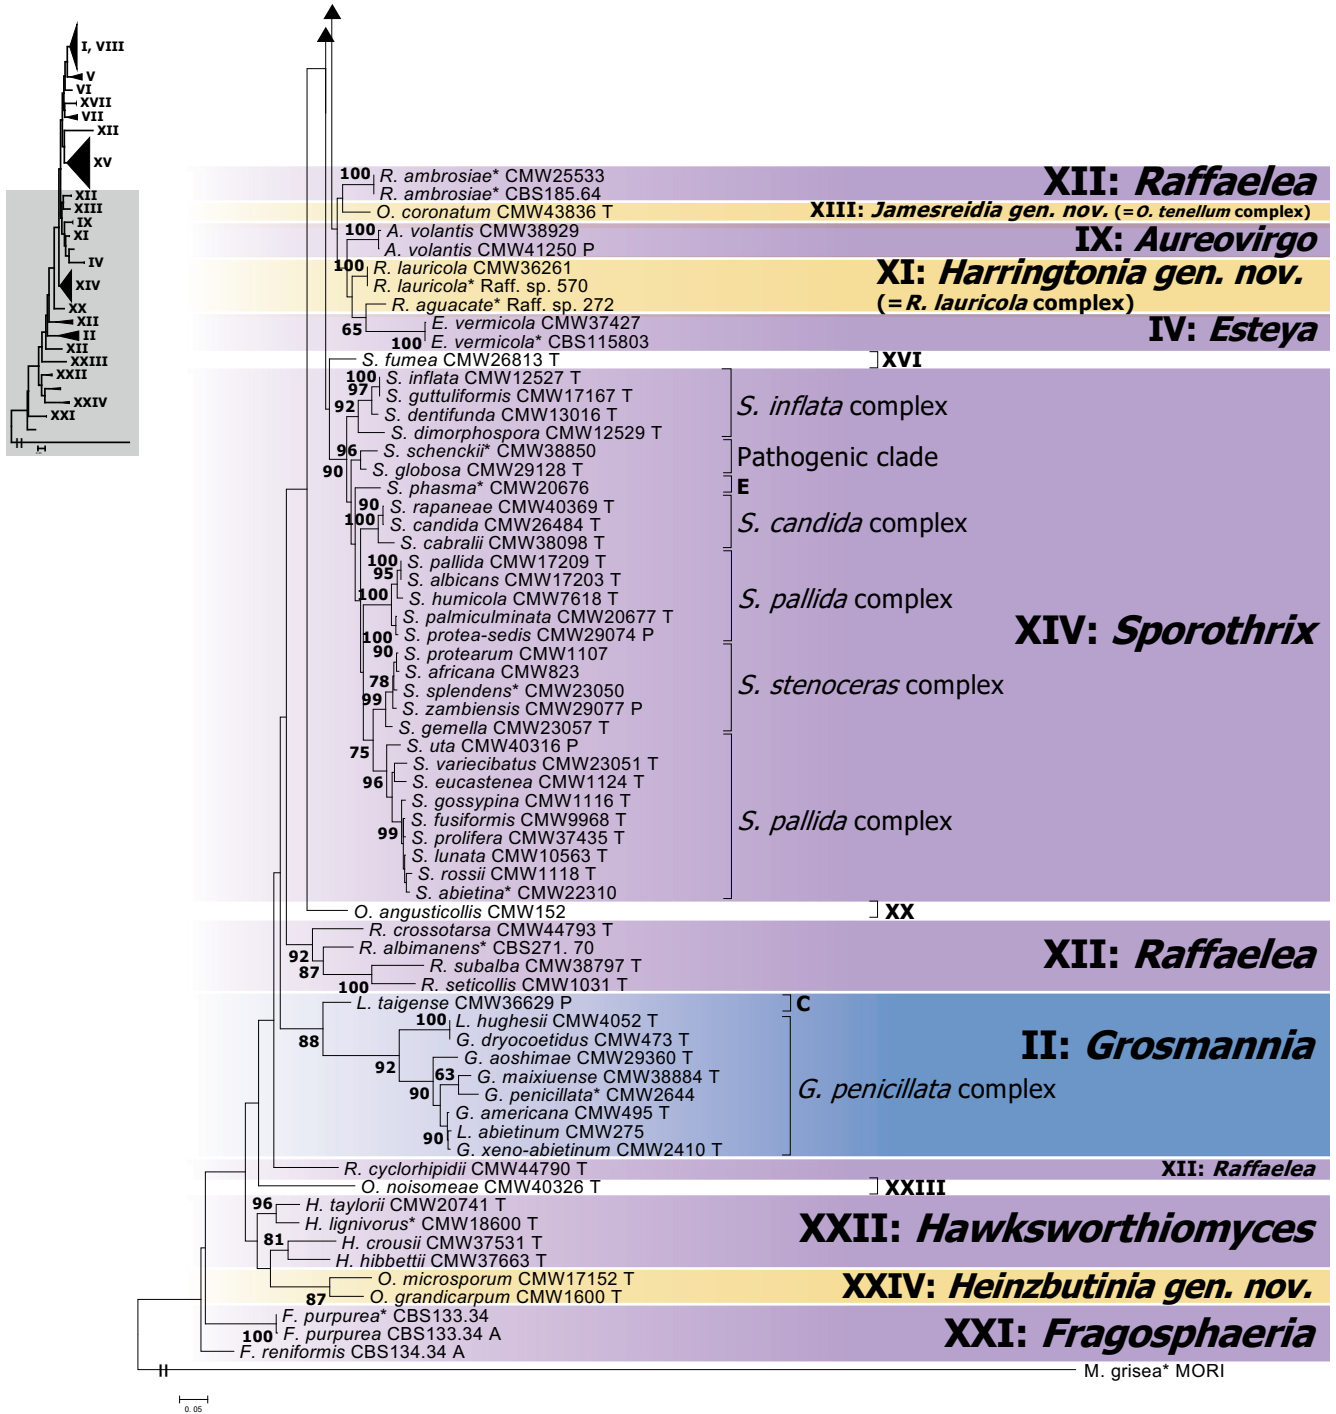 I, VIII
V
VI
XVII
VII
XII
XV
XII
XIII
IX
XI
IV
XIV
XX
XII
II
XII
XXIII
XXII
XXIV
XXI
100 R. ambrosiae* CMW25533
R. ambrosiae* CBS185.64
XII: Raffaelea
O. coronatum CMW43836 T
XIII: Jamesreidia gen. nov. (=O. tenellum complex)
100 A. volantis CMW38929
A. volantis CMW41250 P
IX: Aureovirgo
100 R. lauricola CMW36261
R. lauricola* Raff. sp. 570
R. aguacate* Raff. sp. 272
XI: Harringtonia gen. nov.
(=R. lauricola complex)
65 E. vermicola CMW37427
100 E. vermicola* CBS115803
IV: Esteya
S. fumea CMW26813 T
XVI
100 S. inflata CMW12527 T
97 S. guttuliformis CMW17167 T
92 S. dentifunda CMW13016 T
S. dimorphospora CMW12529 T
S. inflata complex
96 S. schenckii* CMW38850
90 S. globosa CMW29128 T
Pathogenic clade
S. phasma* CMW20676
E
90 S. rapaneae CMW40369 T
100 S. candida CMW26484 T
S. cabralii CMW38098 T
S. candida complex
100 S. pallida CMW17209 T
95 S. albicans CMW17203 T
100 S. humicola CMW7618 T
S. palmiculminata CMW20677 T
100 S. protea-sedis CMW29074 P
S. pallida complex
XIV: Sporothrix
90 S. protearum CMW1107
S. africana CMW823
78 S. splendens* CMW23050
99 S. zambiensis CMW29077 P
S. gemella CMW23057 T
S. stenoceras complex
75 S. uta CMW40316 P
S. variecibatus CMW23051 T
96 S. eucastenea CMW1124 T
S. gossypina CMW1116 T
S. fusiformis CMW9968 T
99 S. prolifera CMW37435 T
S. lunata CMW10563 T
S. rossii CMW1118 T
S. abietina* CMW22310
S. pallida complex
O. angusticollis CMW152
XX
R. crossotarsa CMW44793 T
92 R. albimanens* CBS271. 70
87 R. subalba CMW38797 T
100 R. seticollis CMW1031 T
XII: Raffaelea
L. taigense CMW36629 P
C
88
100 L. hughesii CMW4052 T
G. dryocoetidus CMW473 T
92 G. aoshimae CMW29360 T
63 G. maixiuense CMW38884 T
90 G. penicillata* CMW2644
G. americana CMW495 T
90 L. abietinum CMW275
G. xeno-abietinum CMW2410 T
II: Grosmannia
G. penicillata complex
R. cyclorhipidii CMW44790 T
XII: Raffaelea
O. noisomeae CMW40326 T
XXIII
96 H. taylorii CMW20741 T
H. lignivorus* CMW18600 T
81 H. crousii CMW37531 T
H. hibbettii CMW37663 T
XXII: Hawksworthiomyces
O. microsporum CMW17152 T
87 O. grandicarpum CMW1600 T
XXIV: Heinzbutinia gen. nov.
F. purpurea* CBS133.34
100 F. purpurea CBS133.34 A
F. reniformis CBS134.34 A
XXI: Fragosphaeria
M. grisea* MORI
0. 05